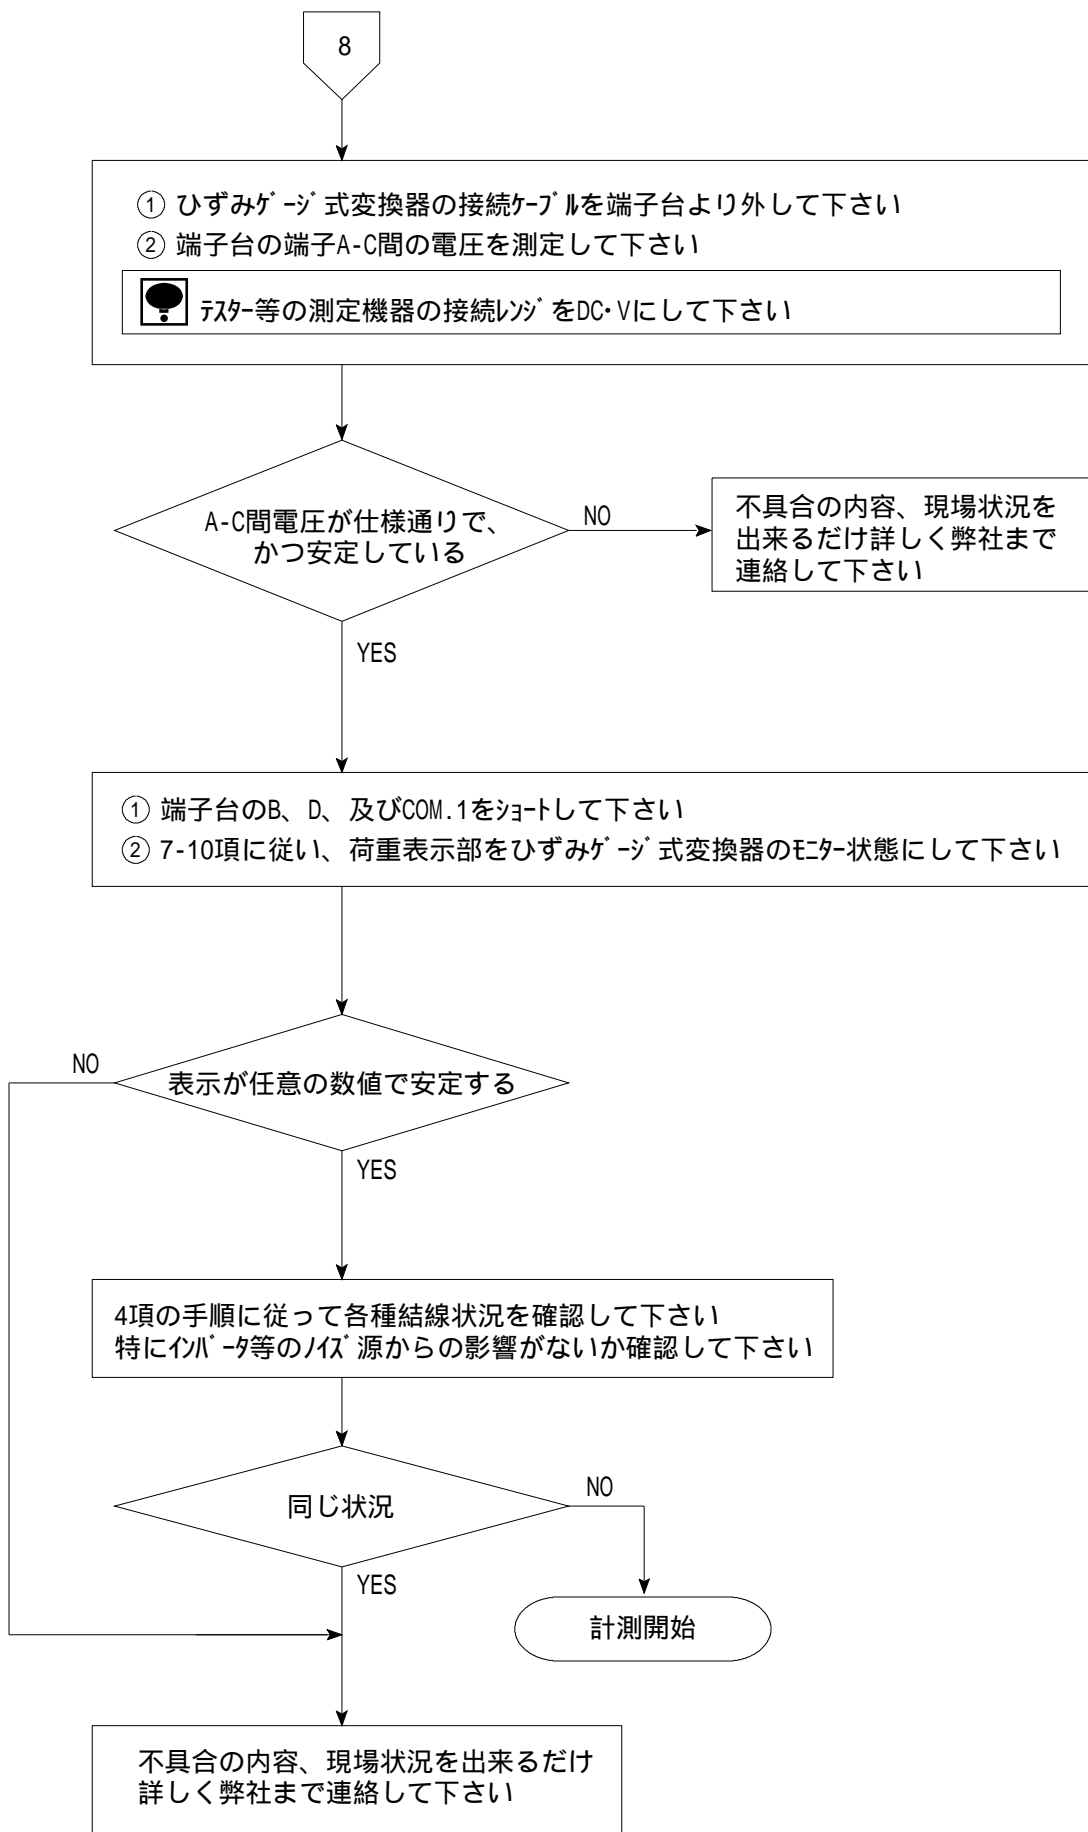 8
① ひずみゲージ式変換器の接続ケーブルを端子台より外して下さい
② 端子台の端子A-C間の電圧を測定して下さい
テスター等の測定機器の接続レンジをDC・Vにして下さい
A-C間電圧が仕様通りで、
かつ安定している
NO
不具合の内容、現場状況を
出来るだけ詳しく弊社まで
連絡して下さい
YES
① 端子台のB、D、及びCOM.1をショートして下さい
② 7-10項に従い、荷重表示部をひずみゲージ式変換器のモニター状態にして下さい
NO
表示が任意の数値で安定する
YES
4項の手順に従って各種結線状況を確認して下さい
特にインバータ等のノイズ源からの影響がないか確認して下さい
同じ状況
NO
YES
計測開始
不具合の内容、現場状況を出来るだけ
詳しく弊社まで連絡して下さい